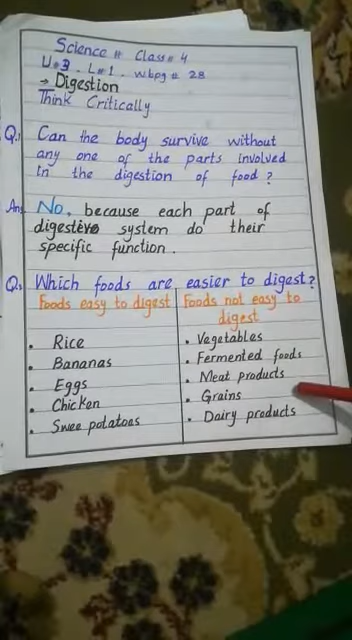 Science # Class # 4
U#3. L#1. w.bpg # 28
→ Digestion
Think Critically
Q: Can the body survive without
any one of the parts involved
in the digestion of food?
Ans No, because each part of
digestive system do their
specific function.
Q: Which foods are easier to digest?
Foods easy to digest
• Rice
• Bananas
• Eggs
• Chicken
• Swee potatoes
Foods not easy to
digest
• Vegetables
• Fermented foods
• Meat products
• Grains
• Dairy products